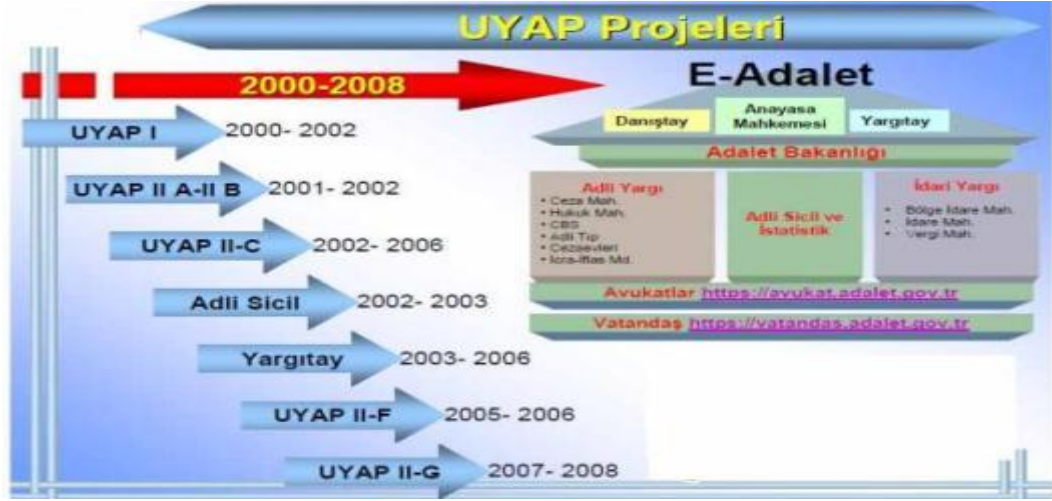 UYAP Projeleri
2000-2008
UYAP I
2000- 2002
UYAP II A-II B
2001- 2002
UYAP II-C
2002- 2006
Adli Sicil
2002- 2003
Yargıtay
2003- 2006
UYAP II-F
2005- 2006
UYAP II-G
2007- 2008
E-Adalet
Danıştay
Anayasa
Mahkemesi
Yargıtay
Adalet Bakanlığı
Adli Yargı
• Ceza Mah.
• Hukuk Mah.
• CBS
• Adli Tıp
• Cezaevleri
• İcra-İflas Md.
Adli Sicil ve
İstatistik
İdari Yargı
• Bölge İdare Mah.
• İdare Mah.
• Vergi Mah.
Avukatlar https://avukat.adalet.gov.tr
Vatandaş https://vatandas.adalet.gov.tr